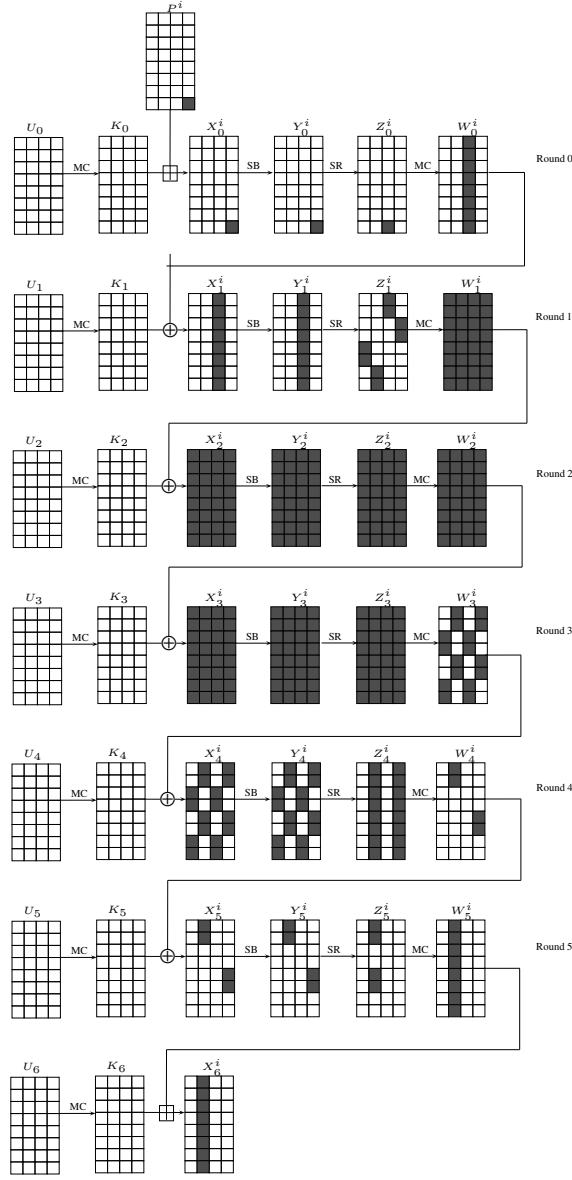 P^i
U_0 K_0 X_0^i Y_0^i Z_0^i W_0^i
MC SB SR MC Round 0
U_1 K_1 X_1^i Y_1^i Z_1^i W_1^i
MC SB SR MC Round 1
U_2 K_2 X_2^i Y_2^i Z_2^i W_2^i
MC SB SR MC Round 2
U_3 K_3 X_3^i Y_3^i Z_3^i W_3^i
MC SB SR MC Round 3
U_4 K_4 X_4^i Y_4^i Z_4^i W_4^i
MC SB SR MC Round 4
U_5 K_5 X_5^i Y_5^i Z_5^i W_5^i
MC SB SR MC Round 5
U_6 K_6 X_6^i
MC